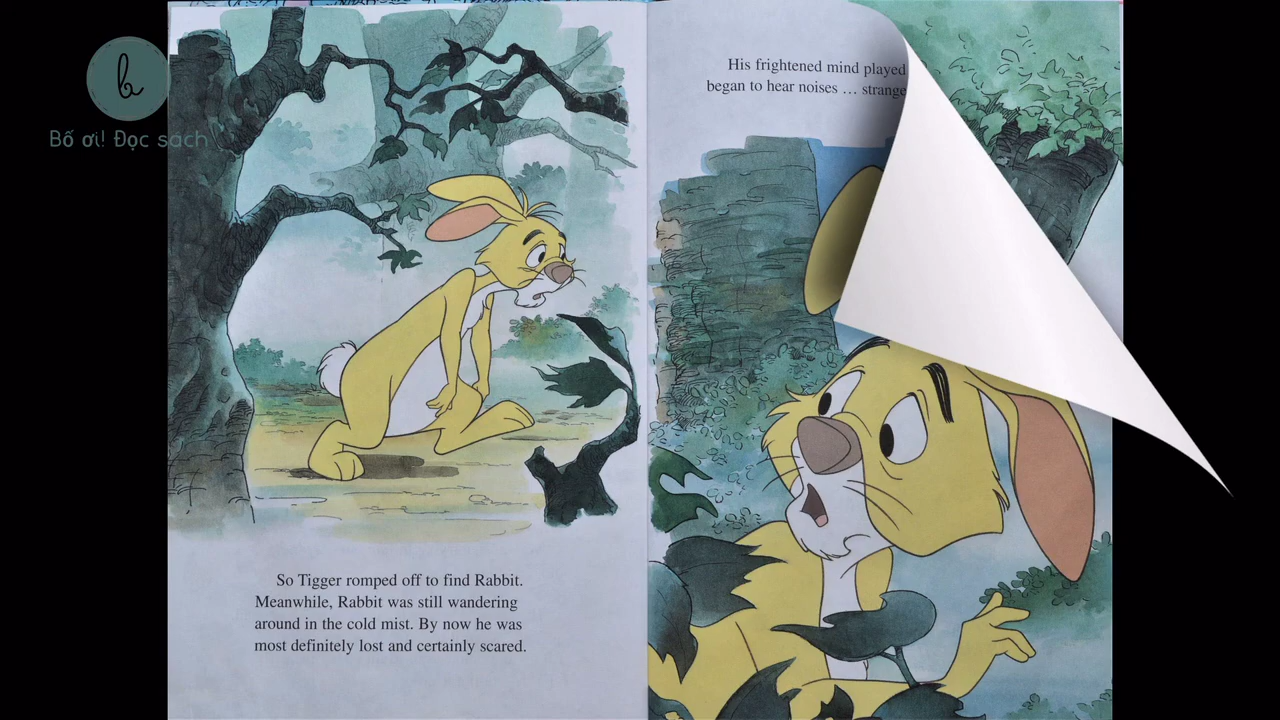 b
Bố ơi! Đọc sách
His frightened mind played
began to hear noises … strange
So Tigger romped off to find Rabbit.
Meanwhile, Rabbit was still wandering
around in the cold mist. By now he was
most definitely lost and certainly scared.